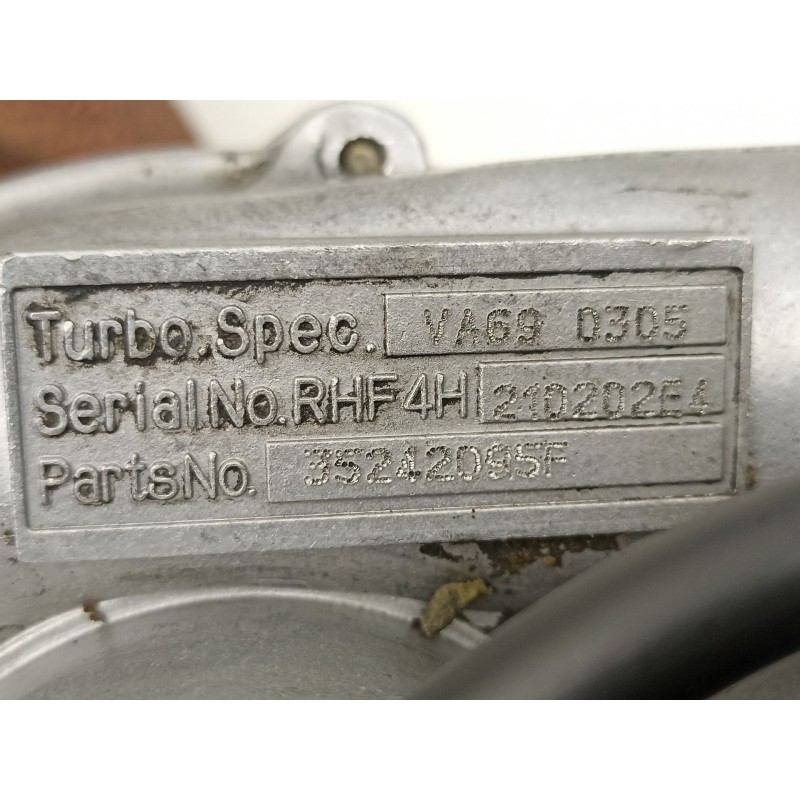 Turbo.Spec. VA69 0305
Serial No. RHF4H 210202E4
Parts No. 35242095F